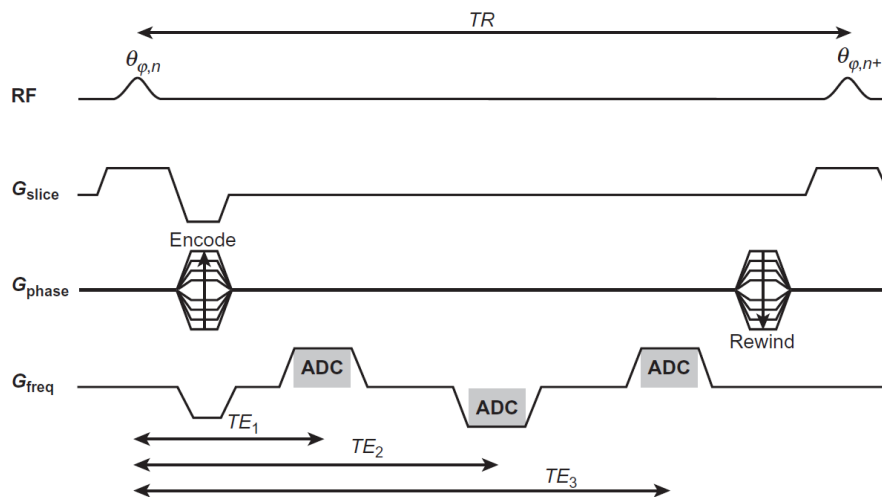 TR
θφ,n
θφ,n+
RF
Gslice
Encode
Gphase
Rewind
ADC
ADC
Gfreq
ADC
TE1
TE2
TE3